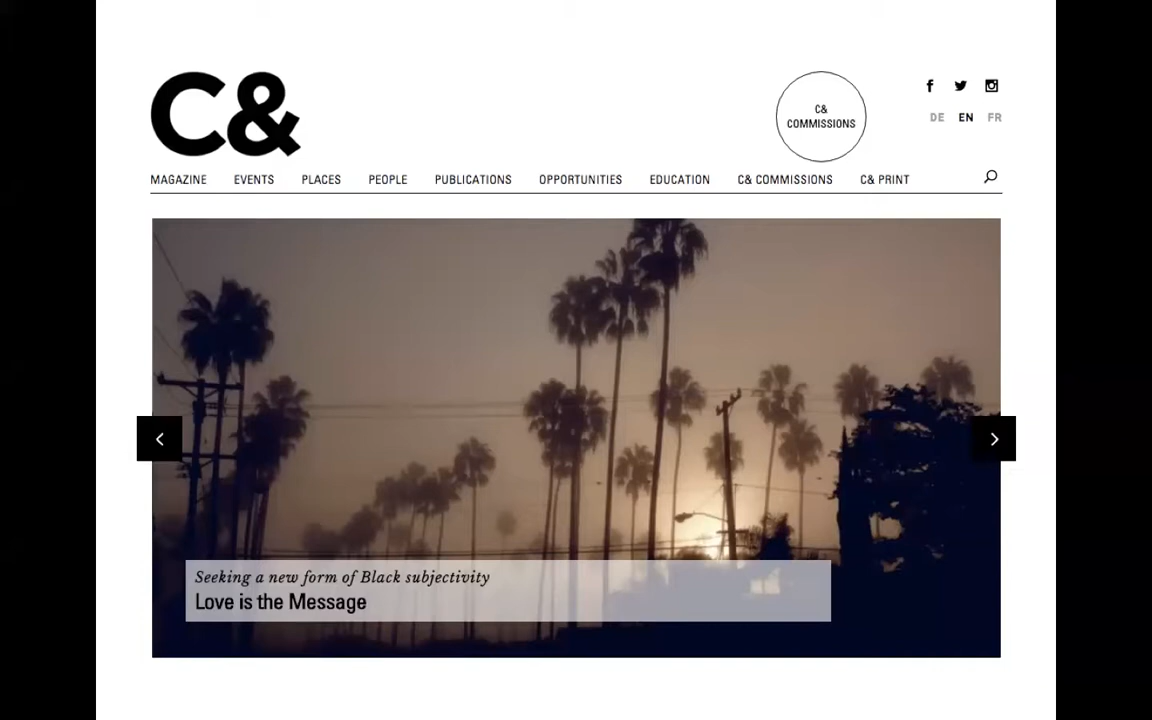 C&
C&
COMMISSIONS
DE EN FR
MAGAZINE EVENTS PLACES PEOPLE PUBLICATIONS OPPORTUNITIES EDUCATION C& COMMISSIONS C& PRINT
Seeking a new form of Black subjectivity
Love is the Message